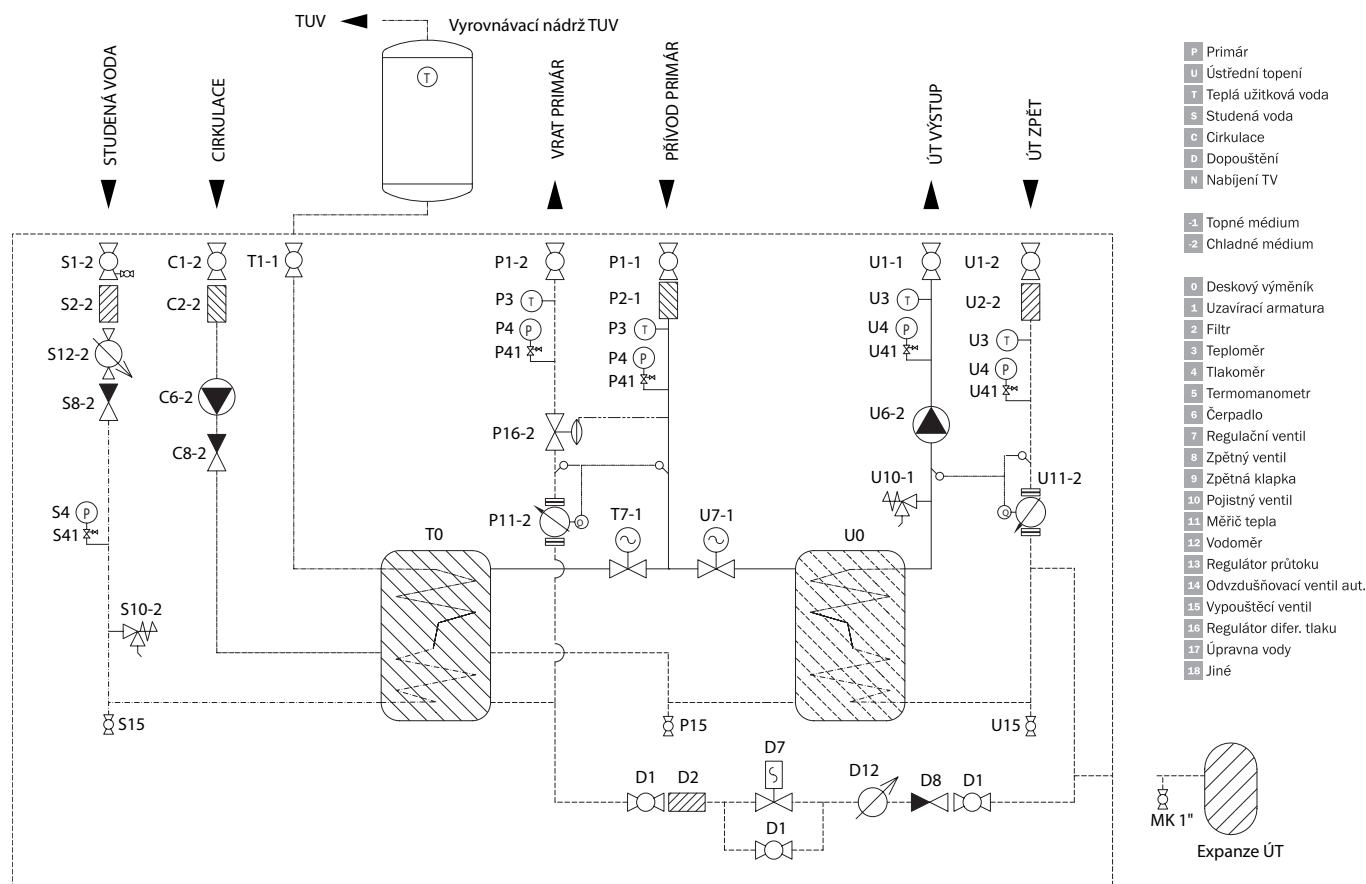 TUV
Vyrovnávací nádrž TUV
T
STUDENÁ VODA
CIRKULACE
VRAT PRIMÁR
PŘÍVOD PRIMÁR
ÚT VÝSTUP
ÚT ZPĚT
S1-2
C1-2
T1-1
P1-2
P1-1
U1-1
U1-2
S2-2
C2-2
P3
T
P2-1
U3
T
U2-2
P4
P
P3
T
U4
P
U3
T
S12-2
P41
P4
P
U41
U4
P
P41
U41
S8-2
C6-2
P16-2
U6-2
C8-2
U10-1
U11-2
S4
P
S41
P11-2
Q
T7-1
U7-1
Q
T0
U0
S10-2
S15
P15
U15
D7
S
D1
D2
D12
D8
D1
D1
MK 1"
Expanze ÚT
P Primár
U Ústřední topení
T Teplá užitková voda
S Studená voda
C Cirkulace
D Dopouštění
N Nabíjení TV
-1 Topné médium
-2 Chladné médium
0 Deskový výměník
1 Uzavírací armatura
2 Filtr
3 Teploměr
4 Tlakoměr
5 Termomanometr
6 Čerpadlo
7 Regulační ventil
8 Zpětný ventil
9 Zpětná klapka
10 Pojistný ventil
11 Měřič tepla
12 Vodoměr
13 Regulátor průtoku
14 Odvzdušňovací ventil aut.
15 Vypouštěcí ventil
16 Regulátor difer. tlaku
17 Úpravna vody
18 Jiné